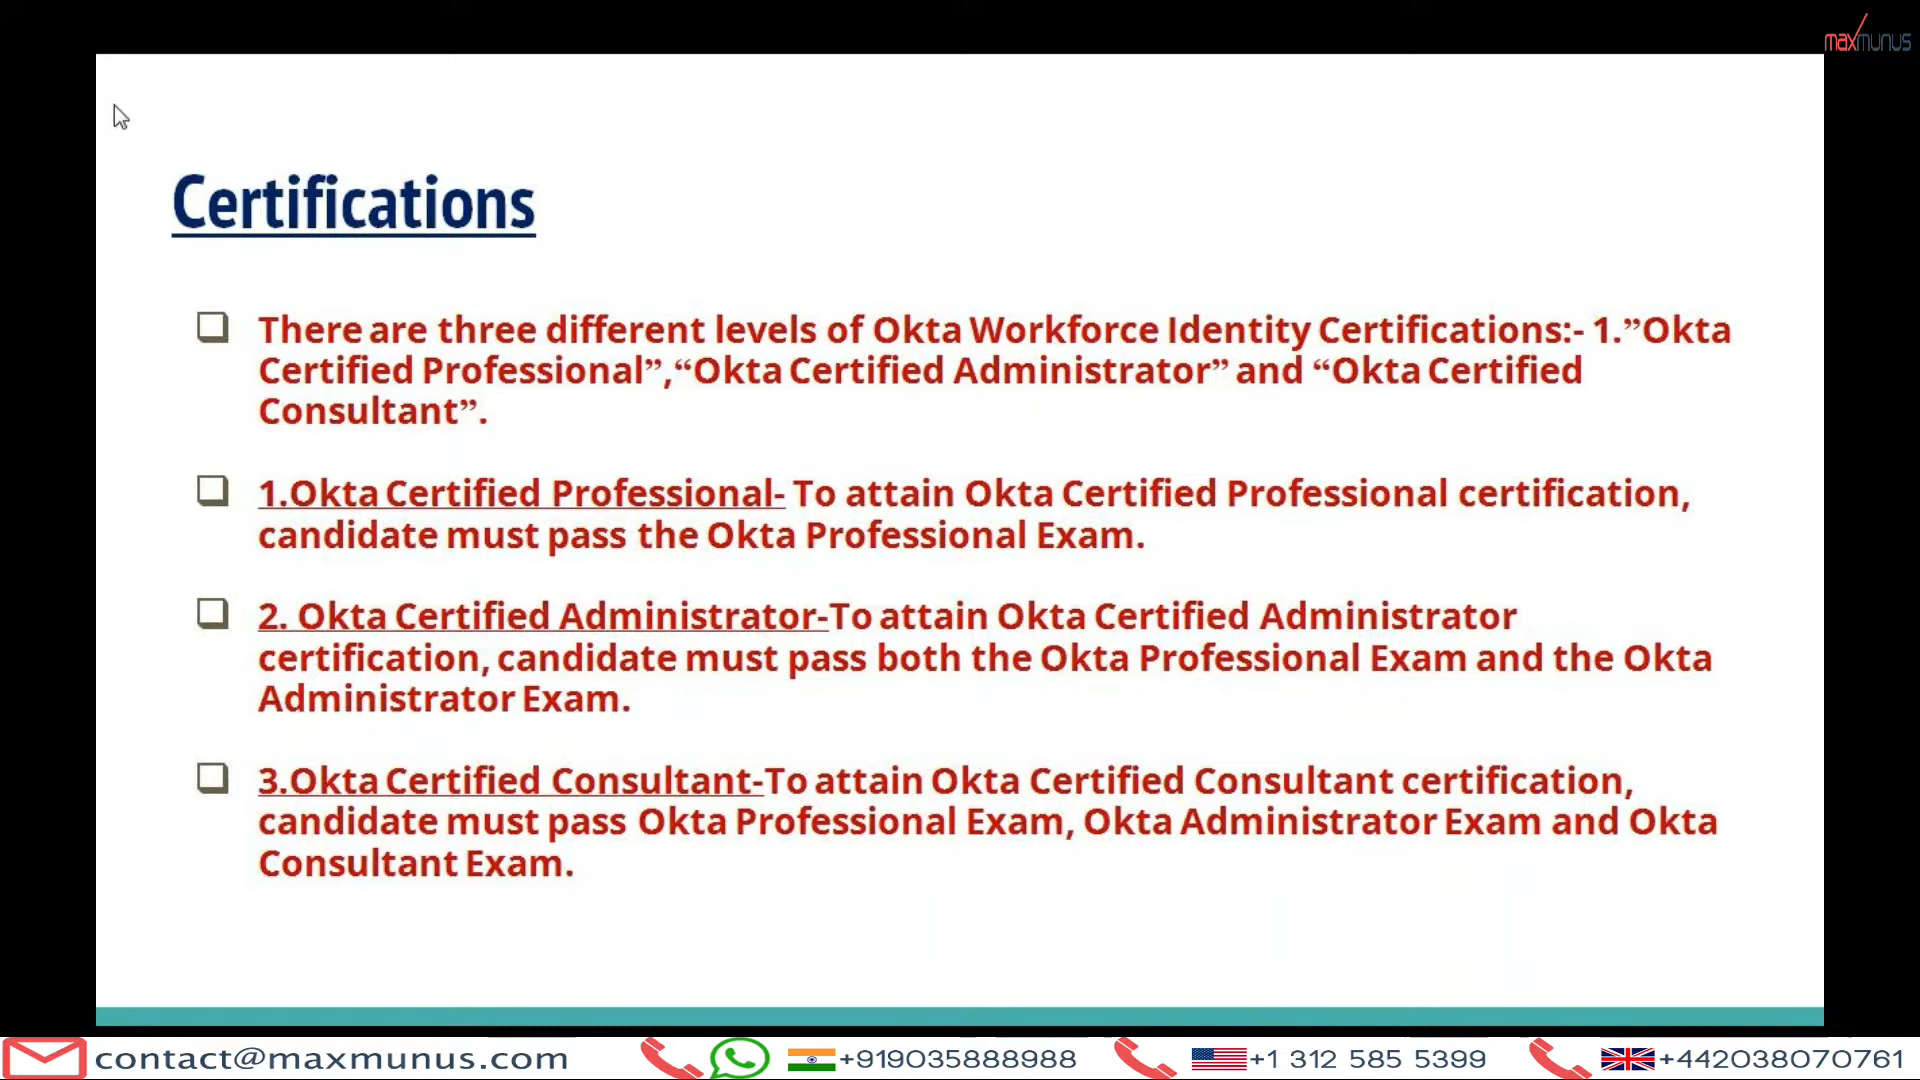 maxmunus
Certifications
There are three different levels of Okta Workforce Identity Certifications:- 1.”Okta
Certified Professional”,“Okta Certified Administrator” and “Okta Certified
Consultant”.
1.Okta Certified Professional- To attain Okta Certified Professional certification,
candidate must pass the Okta Professional Exam.
2. Okta Certified Administrator-To attain Okta Certified Administrator
certification, candidate must pass both the Okta Professional Exam and the Okta
Administrator Exam.
3.Okta Certified Consultant-To attain Okta Certified Consultant certification,
candidate must pass Okta Professional Exam, Okta Administrator Exam and Okta
Consultant Exam.
contact@maxmunus.com +919035888988 +1 312 585 5399 +442038070761